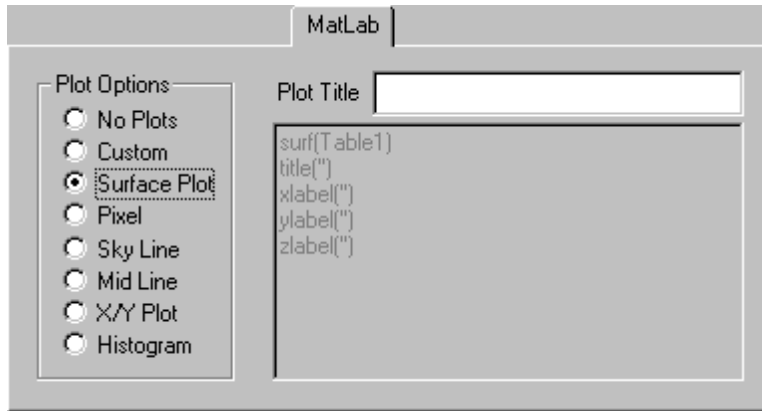 MatLab
Plot Options
No Plots
Custom
Surface Plot
Pixel
Sky Line
Mid Line
X/Y Plot
Histogram
Plot Title
surf(Table1)
title('')
xlabel('')
ylabel('')
zlabel('')